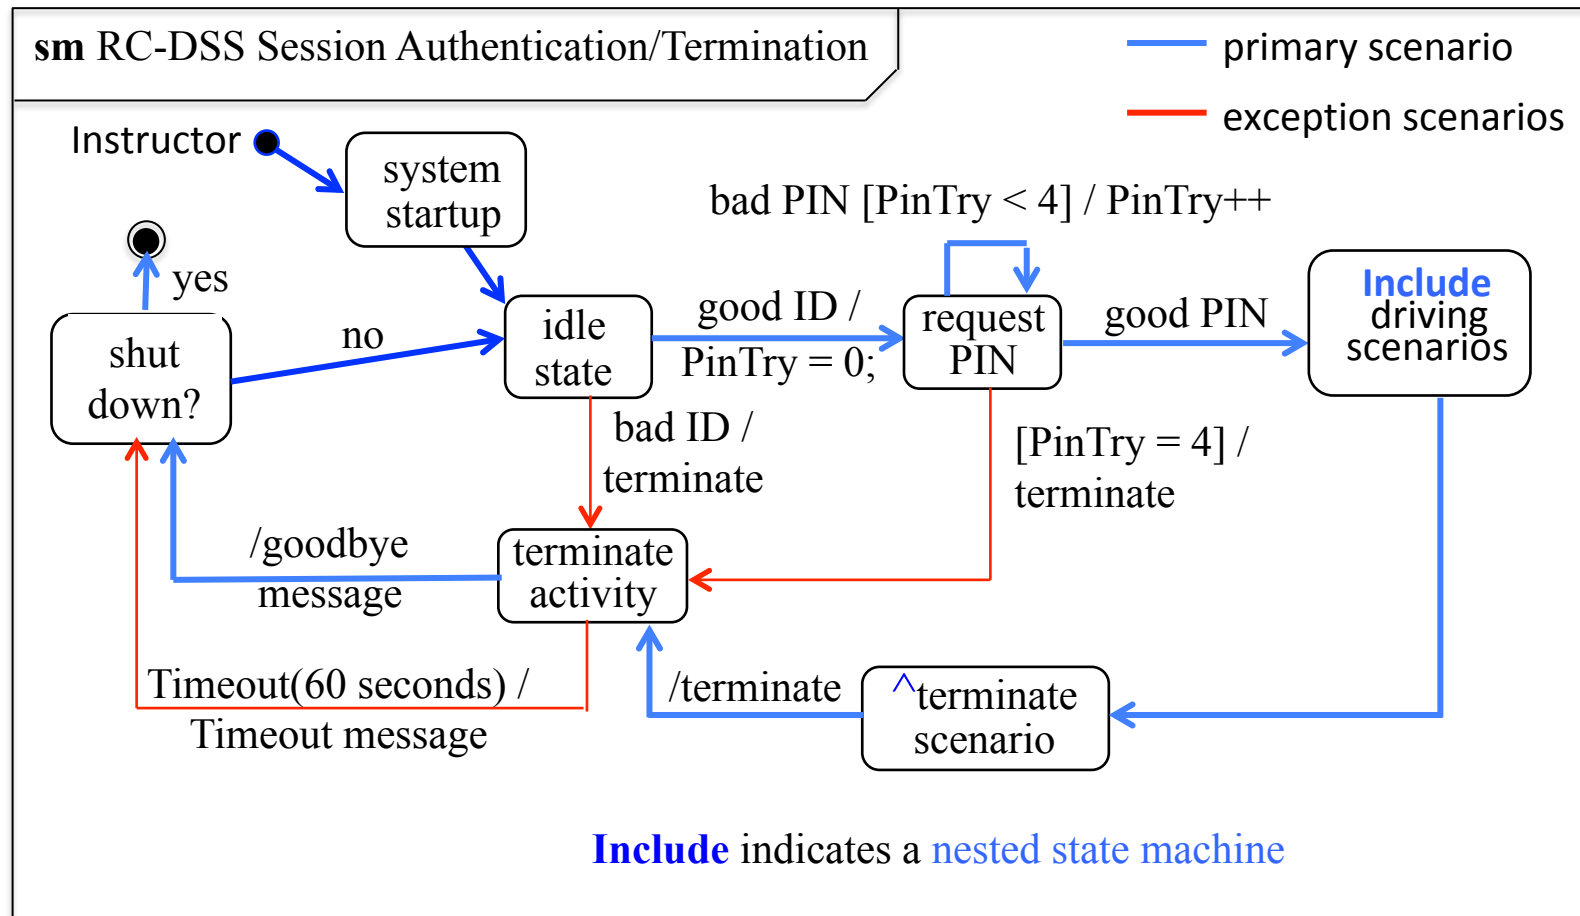 sm RC-DSS Session Authentication/Termination
primary scenario
exception scenarios
Instructor
system
startup
bad PIN [PinTry < 4] / PinTry++
yes
shut
down?
no
idle
state
good ID /
PinTry = 0;
request
PIN
good PIN
Include
driving
scenarios
bad ID /
terminate
[PinTry = 4] /
terminate
/goodbye
message
terminate
activity
Timeout(60 seconds) /
Timeout message
/terminate
^terminate
scenario
Include indicates a nested state machine